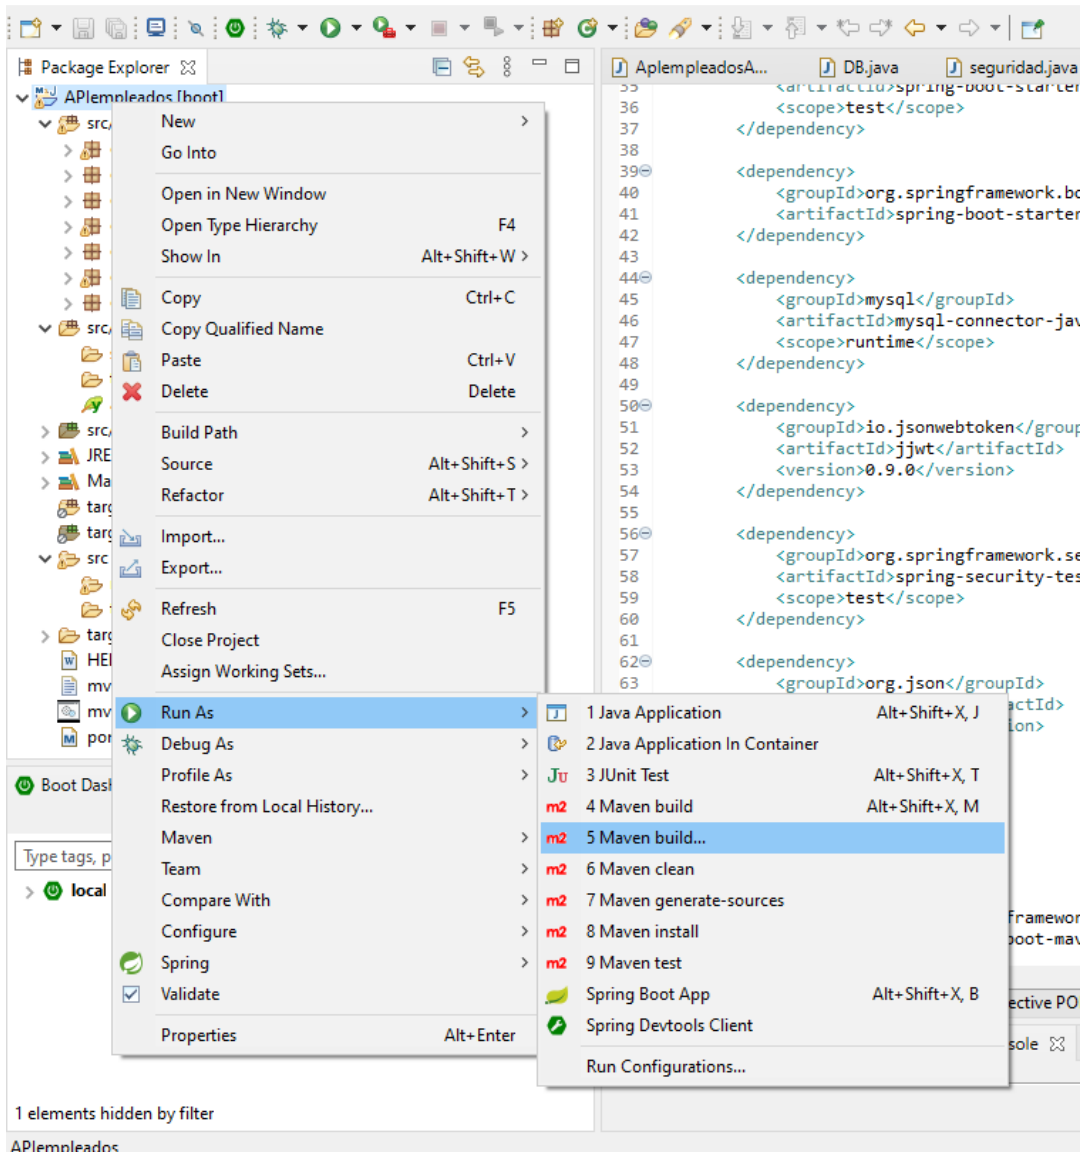 Package Explorer
APIempleados [boot]
src/
src/
src/
JRE
Ma
targ
targ
src
targ
HEL
mv
mv
Boot Dash
Type tags, p
local
1 elements hidden by filter
APIempleados
New
Go Into
Open in New Window
Open Type Hierarchy F4
Show In Alt+Shift+W >
Copy Ctrl+C
Copy Qualified Name
Paste Ctrl+V
Delete Delete
Build Path
Source Alt+Shift+S >
Refactor Alt+Shift+T >
Import...
Export...
Refresh F5
Close Project
Assign Working Sets...
Run As
Debug As
Profile As
Restore from Local History...
Maven
Team
Compare With
Configure
Spring
Validate
Properties Alt+Enter
1 Java Application Alt+Shift+X, J
2 Java Application In Container
3 JUnit Test Alt+Shift+X, T
4 Maven build Alt+Shift+X, M
5 Maven build...
6 Maven clean
7 Maven generate-sources
8 Maven install
9 Maven test
Spring Boot App Alt+Shift+X, B
Spring Devtools Client
Run Configurations...
ApIempleadosA... DB.java seguridad.java
35 <artifactId>spring-boot-starter
36 <scope>test</scope>
37 </dependency>
38
39 <dependency>
40 <groupId>org.springframework.bo
41 <artifactId>spring-boot-starter
42 </dependency>
43
44 <dependency>
45 <groupId>mysql</groupId>
46 <artifactId>mysql-connector-jav
47 <scope>runtime</scope>
48 </dependency>
49
50 <dependency>
51 <groupId>io.jsonwebtoken</group
52 <artifactId>jjwt</artifactId>
53 <version>0.9.0</version>
54 </dependency>
55
56 <dependency>
57 <groupId>org.springframework.se
58 <artifactId>spring-security-tes
59 <scope>test</scope>
60 </dependency>
61
62 <dependency>
63 <groupId>org.json</groupId>
actId>
ion>
framewor
boot-mav
ective PO
sole